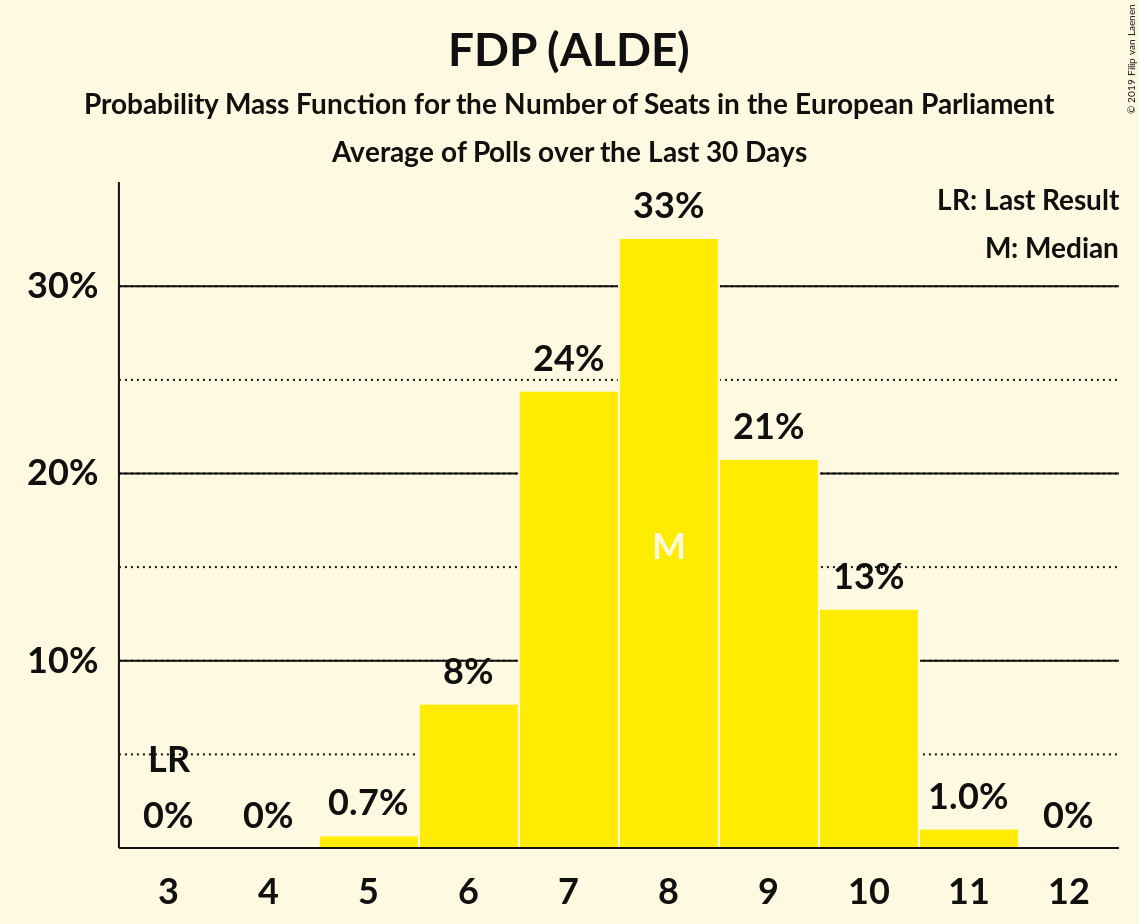 FDP (ALDE)
Probability Mass Function for the Number of Seats in the European Parliament
Average of Polls over the Last 30 Days
© 2019 Filip van Laenen
LR: Last Result
M: Median
33%
30%
24%
21%
20%
M
13%
10%
8%
LR
0%
0%
0.7%
1.0%
0%
3 4 5 6 7 8 9 10 11 12